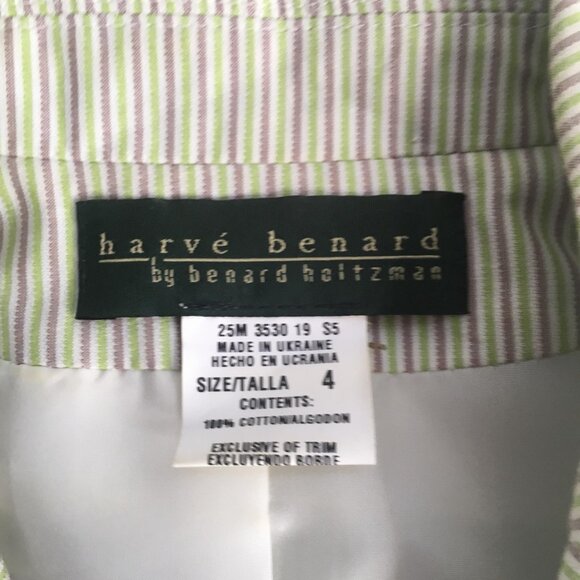 harvé benard
by benard holtzman
25M 3530 19 S5
MADE IN UKRAINE
HECHO EN UCRANIA
SIZE/TALLA 4
CONTENTS:
100% COTTON/ALGODON
EXCLUSIVE OF TRIM
EXCLUYENDO BORDE